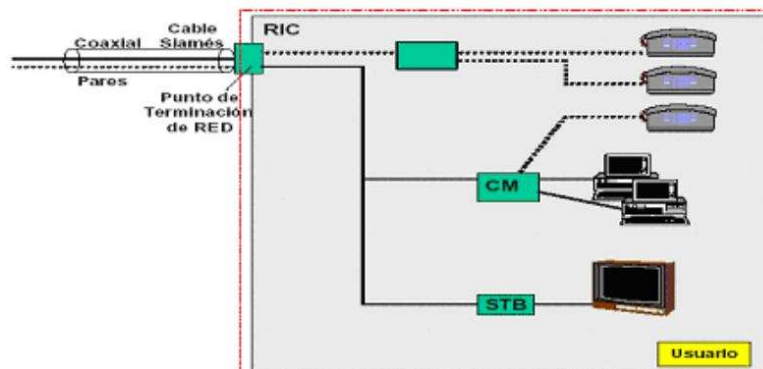 Cable
Coaxial Siamés
Pares
Punto de
Terminación
de RED
RIC
CM
STB
Usuario